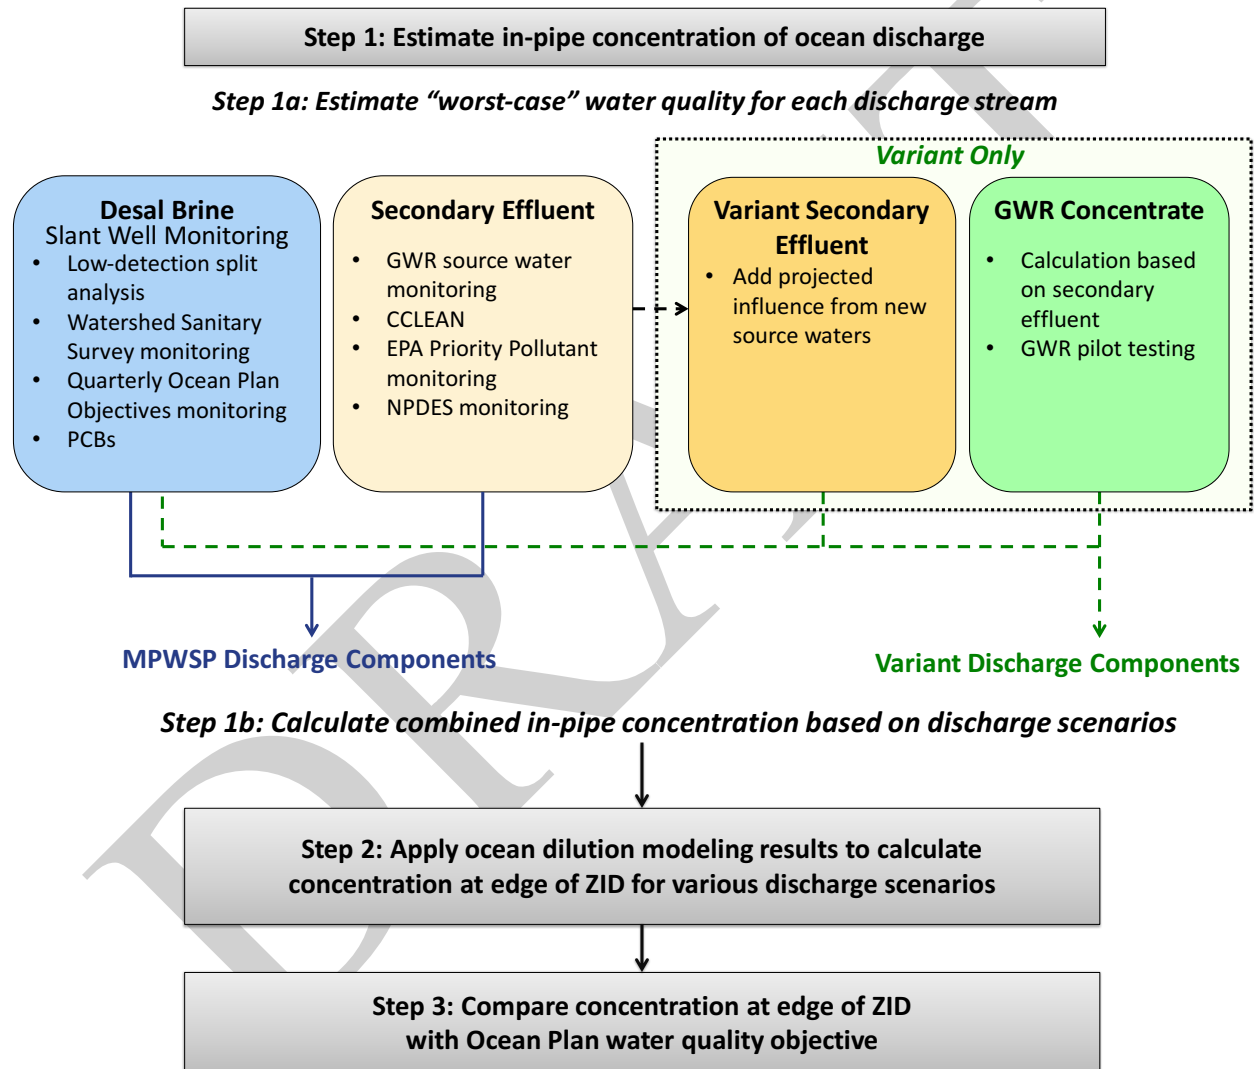 Step 1: Estimate in-pipe concentration of ocean discharge
Step 1a: Estimate “worst-case” water quality for each discharge stream
Variant Only
Desal Brine
Slant Well Monitoring
• Low-detection split
analysis
• Watershed Sanitary
Survey monitoring
• Quarterly Ocean Plan
Objectives monitoring
• PCBs
Secondary Effluent
• GWR source water
monitoring
• CCLEAN
• EPA Priority Pollutant
monitoring
• NPDES monitoring
Variant Secondary
Effluent
• Add projected
influence from new
source waters
GWR Concentrate
• Calculation based
on secondary
effluent
• GWR pilot testing
MPWSP Discharge Components
Variant Discharge Components
Step 1b: Calculate combined in-pipe concentration based on discharge scenarios
Step 2: Apply ocean dilution modeling results to calculate
concentration at edge of ZID for various discharge scenarios
Step 3: Compare concentration at edge of ZID
with Ocean Plan water quality objective
DRAFT